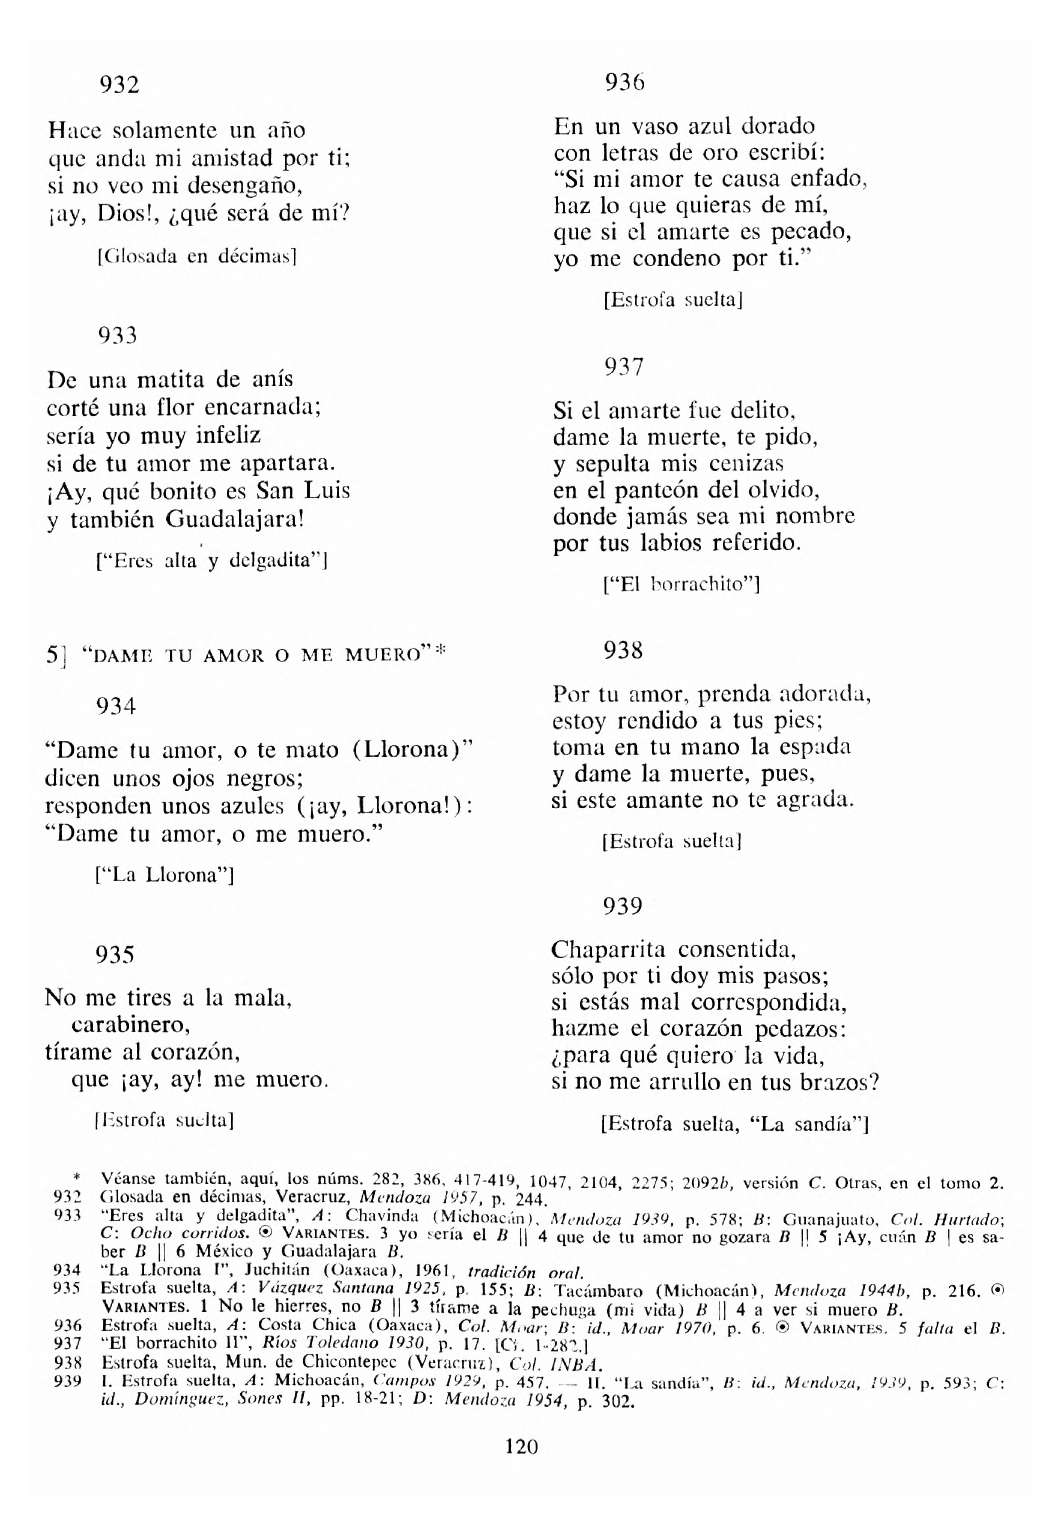 932
Hace solamente un año
que anda mi amistad por ti;
si no veo mi desengaño,
¡ay, Dios!, ¿qué será de mí?
[Glosada en décimas]
933
De una matita de anís
corté una flor encarnada;
sería yo muy infeliz
si de tu amor me apartara.
¡Ay, qué bonito es San Luis
y también Guadalajara!
[“Eres alta y delgadita”]
5] “DAME TU AMOR O ME MUERO”*
934
“Dame tu amor, o te mato (Llorona)”
dicen unos ojos negros;
responden unos azules (¡ay, Llorona!):
“Dame tu amor, o me muero.”
[“La Llorona”]
935
No me tires a la mala,
carabinero,
tírame al corazón,
que ¡ay, ay! me muero.
[Estrofa suelta]
936
En un vaso azul dorado
con letras de oro escribí:
“Si mi amor te causa enfado,
haz lo que quieras de mí,
que si el amarte es pecado,
yo me condeno por ti.”
[Estrofa suelta]
937
Si el amarte fue delito,
dame la muerte, te pido,
y sepulta mis cenizas
en el panteón del olvido,
donde jamás sea mi nombre
por tus labios referido.
[“El borrachito”]
938
Por tu amor, prenda adorada,
estoy rendido a tus pies;
toma en tu mano la espada
y dame la muerte, pues,
si este amante no te agrada.
[Estrofa suelta]
939
Chaparrita consentida,
sólo por ti doy mis pasos;
si estás mal correspondida,
hazme el corazón pedazos:
¿para qué quiero la vida,
si no me arrullo en tus brazos?
[Estrofa suelta, “La sandía”]
* Véanse también, aquí, los núms. 282, 386, 417-419, 1047, 2104, 2275; 2092b, versión C. Otras, en el tomo 2.
932 Glosada en décimas, Veracruz, Mendoza 1957, p. 244.
933 “Eres alta y delgadita”, A: Chavinda (Michoacán), Mendoza 1939, p. 578; B: Guanajuato, Col. Hurtado;
C: Ocho corridos. ⦿ VARIANTES. 3 yo sería el B || 4 que de tu amor no gozara B || 5 ¡Ay, cuán B | es sa-
ber B || 6 México y Guadalajara B.
934 “La Llorona I”, Juchitán (Oaxaca), 1961, tradición oral.
935 Estrofa suelta, A: Vázquez Santana 1925, p. 155; B: Tacámbaro (Michoacán), Mendoza 1944b, p. 216. ⦿
VARIANTES. 1 No le hierres, no B || 3 tírame a la pechuga (mi vida) B || 4 a ver si muero B.
936 Estrofa suelta, A: Costa Chica (Oaxaca), Col. Moar; B: id., Moar 1970, p. 6. ⦿ VARIANTES. 5 falta el B.
937 “El borrachito II”, Ríos Toledano 1930, p. 17. [Cf. 1-282.]
938 Estrofa suelta, Mun. de Chicontepec (Veracruz), Col. INBA.
939 I. Estrofa suelta, A: Michoacán, Campos 1929, p. 457. — II. “La sandía”, B: id., Mendoza, 1939, p. 593; C:
id., Domínguez, Sones II, pp. 18-21; D: Mendoza 1954, p. 302.
120